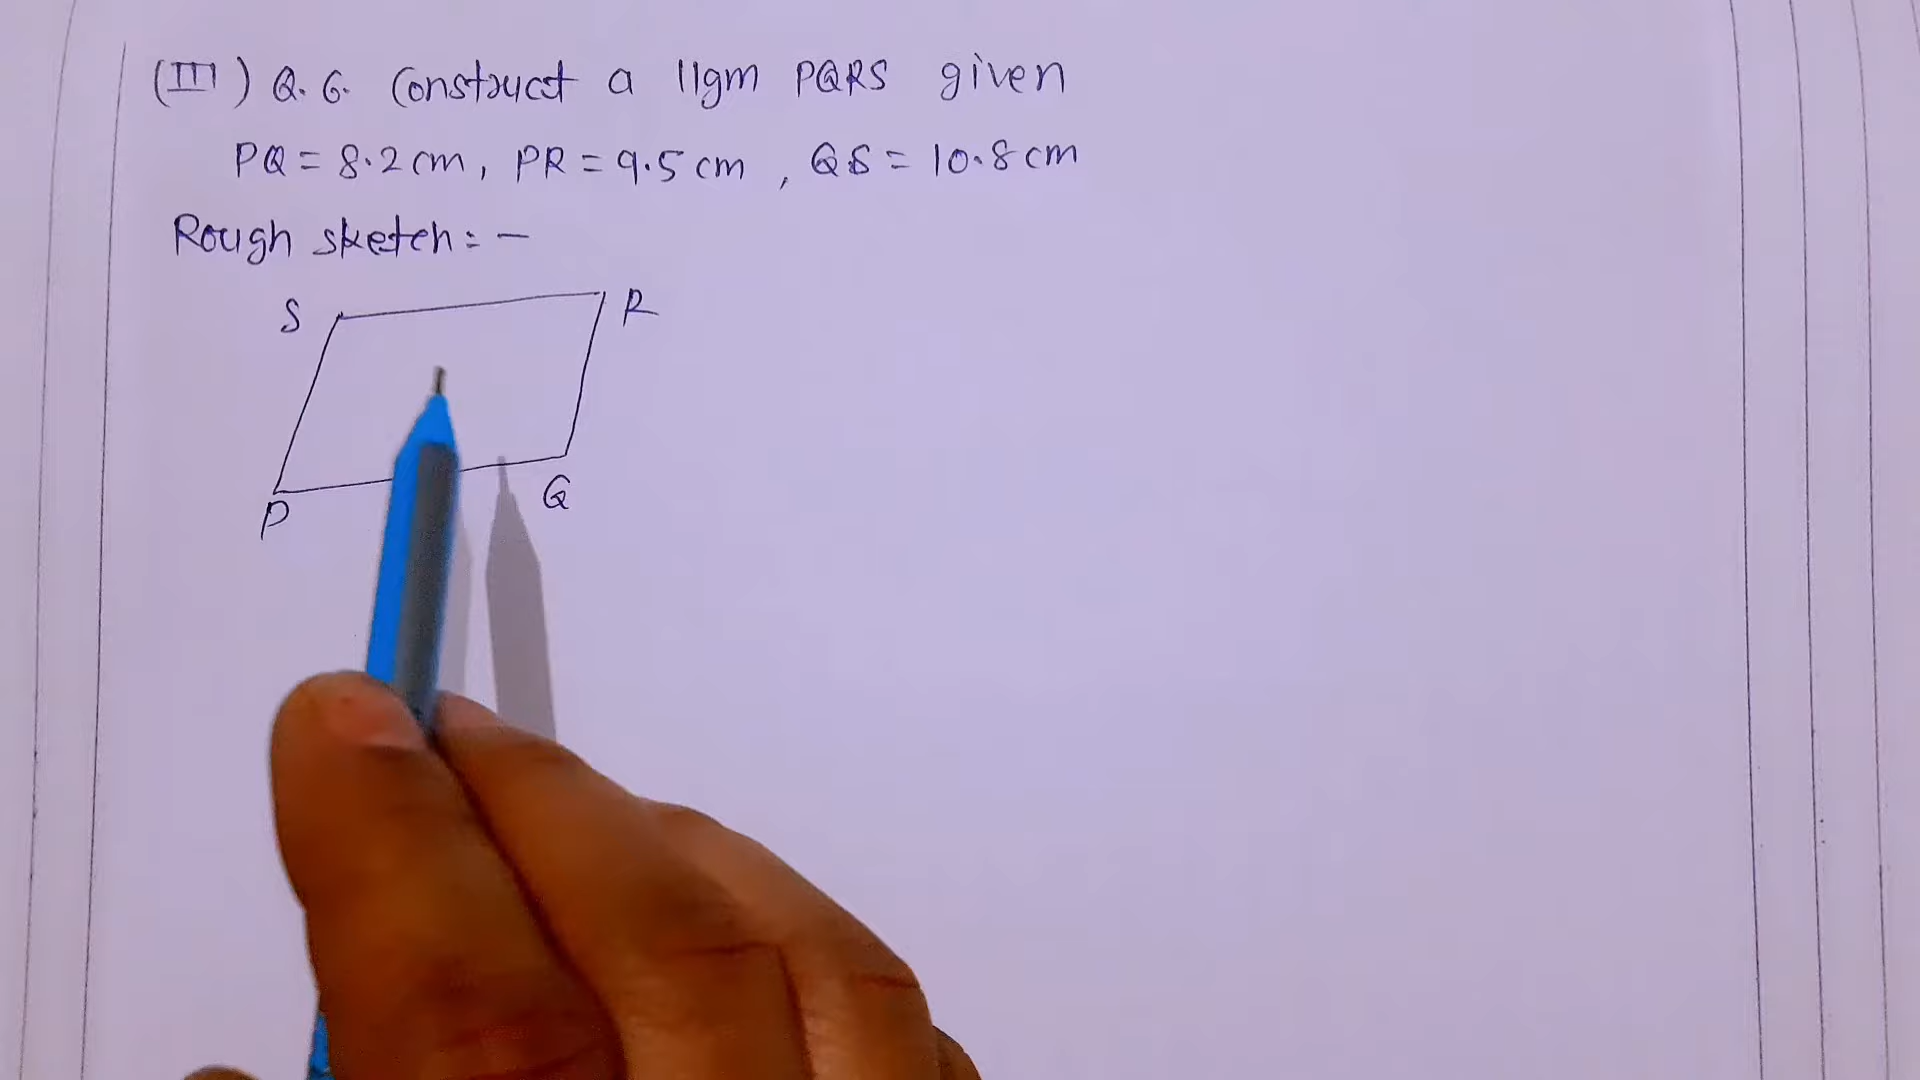 (III) Q. 6. Construct a ||gm PQRS given
PQ = 8.2 cm, PR = 9.5 cm , QS = 10.8 cm
Rough sketch: -
S R
P Q